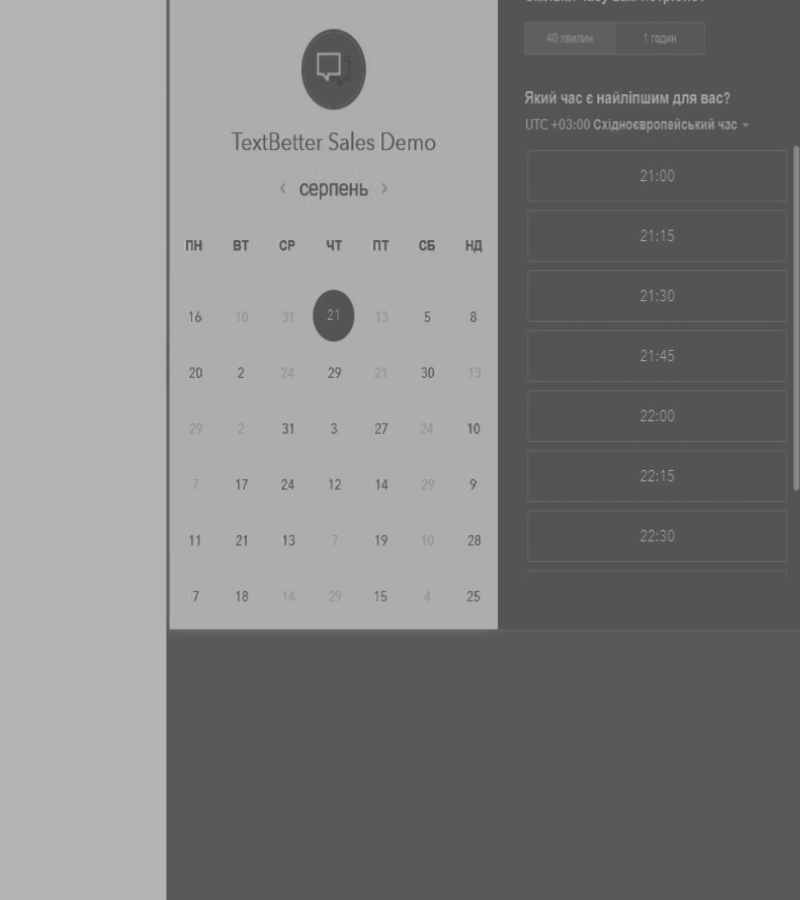 TextBetter Sales Demo
‹ серпень ›
ПН ВТ СР ЧТ ПТ СБ НД
16 10 31 21 13 5 8
20 2 24 29 21 30 13
29 2 31 3 27 24 10
7 17 24 12 14 29 9
11 21 13 7 19 10 28
7 18 14 29 15 4 25
40 хвилин 1 годин
Який час є найліпшим для вас?
UTC +03:00 Східноєвропейський час
21:00
21:15
21:30
21:45
22:00
22:15
22:30